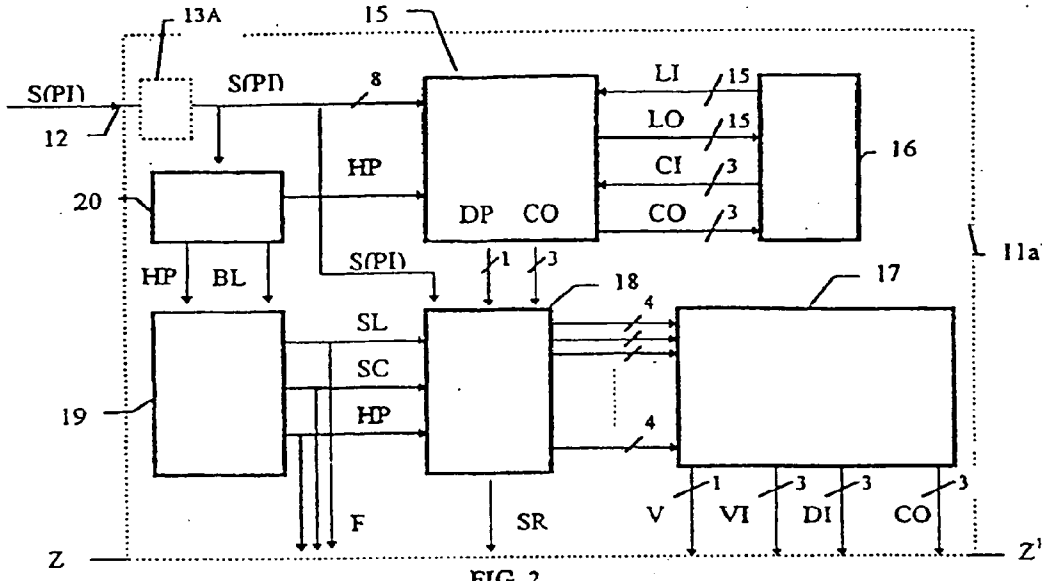 13A
15
S(PI)
S(PI)
8
LI
15
12
LO
15
16
HP
CI
3
20
DP
CO
CO
3
11a
HP
BL
S(PI)
1
3
18
17
SL
4
SC
19
HP
4
F
SR
V
1
VI
3
DI
3
CO
3
Z
Z'
FIG. 2